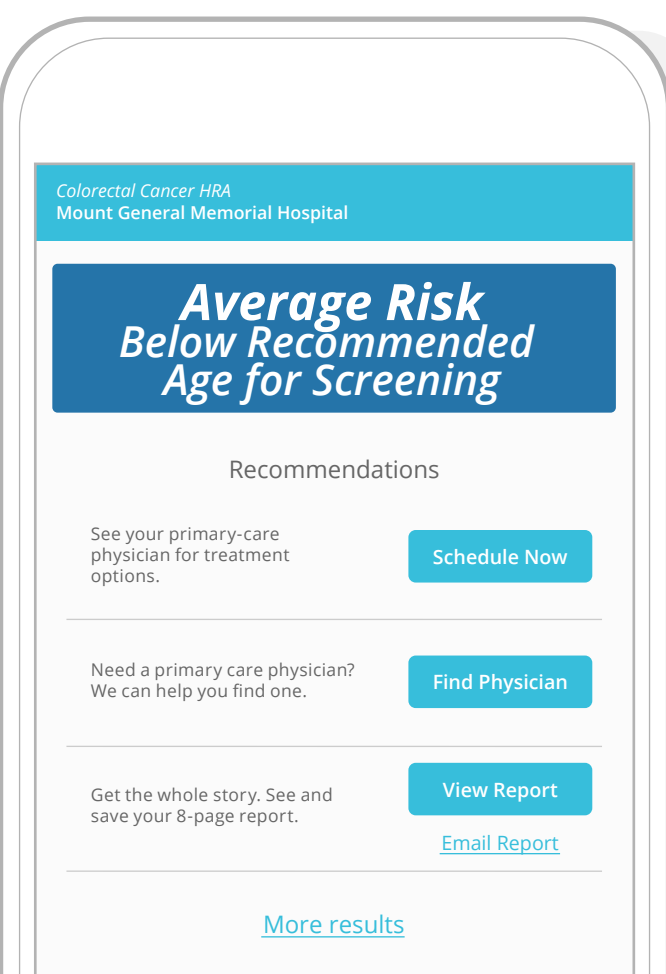 Colorectal Cancer HRA
Mount General Memorial Hospital
Average Risk
Below Recommended
Age for Screening
Recommendations
See your primary-care
physician for treatment
options.
Schedule Now
Need a primary care physician?
We can help you find one.
Find Physician
Get the whole story. See and
save your 8-page report.
View Report
Email Report
More results